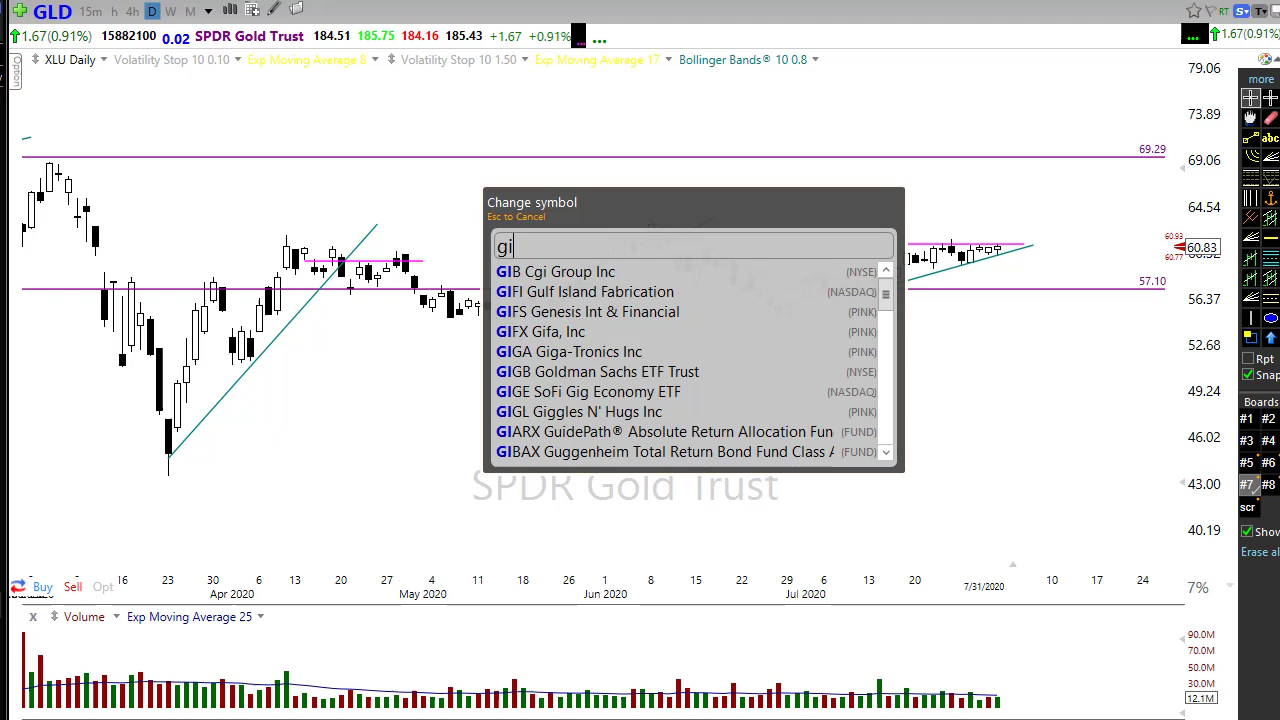 GLD 15m h 4h D W M RT S T
1.67(0.91%) 15882100 0.02 SPDR Gold Trust 184.51 185.75 184.16 185.43 +1.67 +0.91% ... ... 1.67(0.91%)
Option
XLU Daily Volatility Stop 10 0.10 Exp Moving Average 8 Volatility Stop 10 1.50 Exp Moving Average 17 Bollinger Bands® 10 0.8
79.06
more
73.89
abc
69.29
69.06
64.54
60.93
60.83
60.77
57.10
56.37
52.68
49.24
46.02
43.00
40.19
Change symbol
Esc to Cancel
gi
GIB Cgi Group Inc (NYSE)
GIFI Gulf Island Fabrication (NASDAQ)
GIFS Genesis Int & Financial (PINK)
GIFX Gifa, Inc (PINK)
GIGA Giga-Tronics Inc (PINK)
GIGB Goldman Sachs ETF Trust (NYSE)
GIGE SoFi Gig Economy ETF (NASDAQ)
GIGL Giggles N' Hugs Inc (PINK)
GIARX GuidePath® Absolute Return Allocation Fun (FUND)
GIBAX Guggenheim Total Return Bond Fund Class A (FUND)
SPDR Gold Trust
Rpt
Snap
Boards
#1 #2
#3 #4
#5 #6
#7 #8
scr
Show
Erase al
16 23 30 6 13 20 27 4 11 18 26 1 8 15 22 29 6 13 20 7/31/2020 10 17 24
Buy Sell Opt
Apr 2020 May 2020 Jun 2020 Jul 2020
7%
X Volume Exp Moving Average 25
90.0M
70.0M
50.0M
30.0M
12.1M